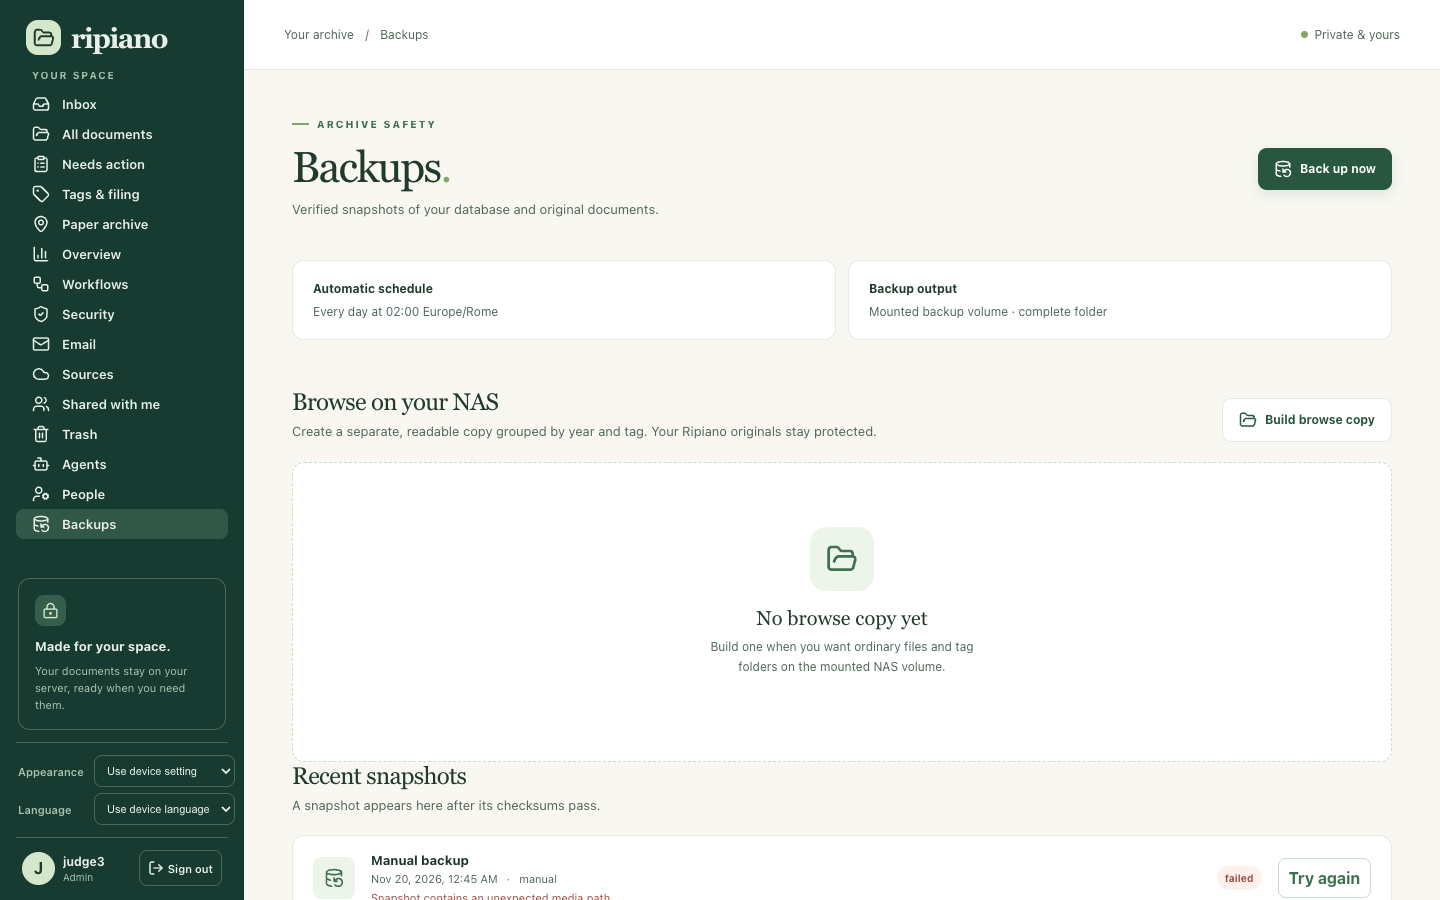 ripiano
YOUR SPACE
Inbox
All documents
Needs action
Tags & filing
Paper archive
Overview
Workflows
Security
Email
Sources
Shared with me
Trash
Agents
People
Backups
Made for your space.
Your documents stay on your
server, ready when you need
them.
Appearance
Use device setting
Language
Use device language
J
judge3
Admin
Sign out
Your archive / Backups
Private & yours
ARCHIVE SAFETY
Backups.
Verified snapshots of your database and original documents.
Back up now
Automatic schedule
Every day at 02:00 Europe/Rome
Backup output
Mounted backup volume · complete folder
Browse on your NAS
Create a separate, readable copy grouped by year and tag. Your Ripiano originals stay protected.
Build browse copy
No browse copy yet
Build one when you want ordinary files and tag
folders on the mounted NAS volume.
Recent snapshots
A snapshot appears here after its checksums pass.
Manual backup
Nov 20, 2026, 12:45 AM · manual
Snapshot contains an unexpected media path
failed
Try again